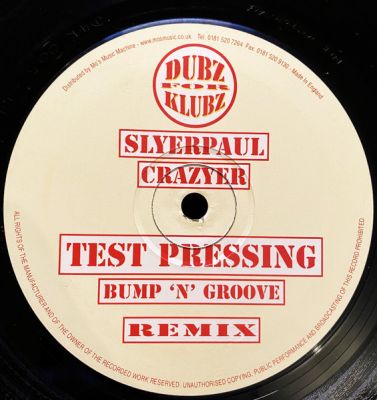 Distributed by Mo's Music Machine - www.mosmusic.co.uk Tel: 0181 520 7264 Fax: 0181 520 9130 - Made in England
DUBZ
FOR
KLUBZ
SLYERPAUL
CRAZYER
TEST PRESSING
BUMP 'N' GROOVE
REMIX
ALL RIGHTS OF THE MANUFACTURER AND OF THE OWNER OF THE RECORDED WORK RESERVED. UNAUTHORISED COPYING, PUBLIC PERFORMANCE AND BROADCASTING OF THIS RECORD PROHIBITED.